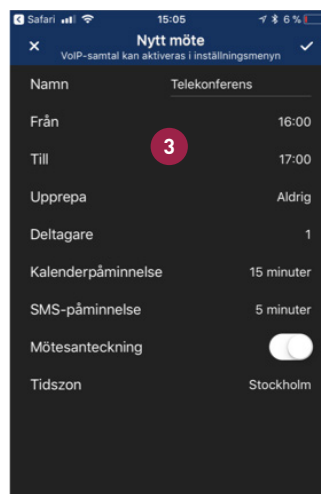 Safari 15:05 6 %
Nytt möte
VoIP-samtal kan aktiveras i inställningsmenyn
Namn Telekonferens
Från 16:00
3
Till 17:00
Upprepa Aldrig
Deltagare 1
Kalenderpåminnelse 15 minuter
SMS-påminnelse 5 minuter
Mötesanteckning
Tidszon Stockholm